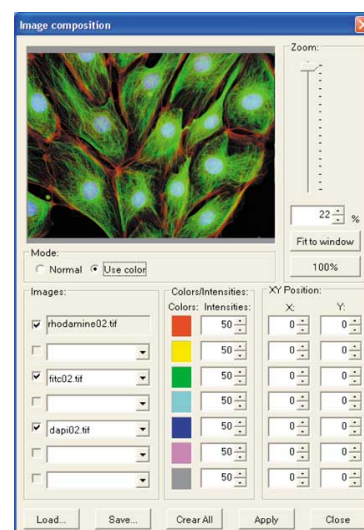 Image composition
Zoom:
22 %
Fit to window
100%
Mode:
Normal Use color
Images:
Colors/Intensities:
XY Position:
Colors: Intensities:
X: Y:
rhodamine02.tif 50 0 0
50 0 0
fitc02.tif 50 0 0
50 0 0
dapi02.tif 50 0 0
50 0 0
50 0 0
Load... Save... Crear All Apply Close